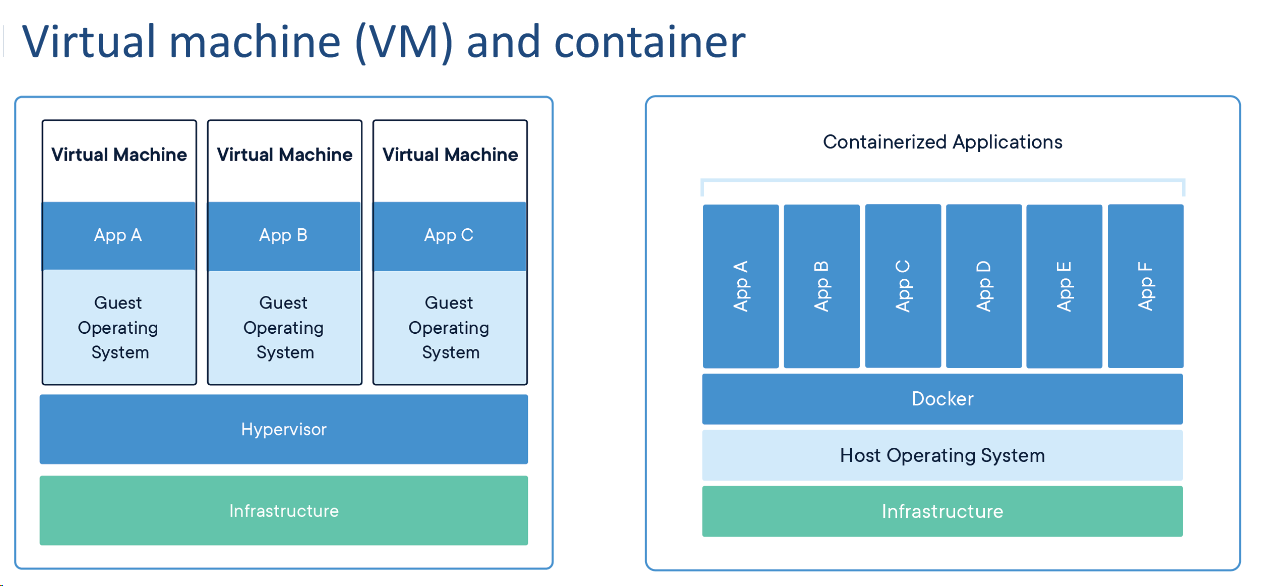 Virtual machine (VM) and container
Virtual Machine
App A
Guest
Operating
System
Virtual Machine
App B
Guest
Operating
System
Virtual Machine
App C
Guest
Operating
System
Hypervisor
Infrastructure
Containerized Applications
App A
App B
App C
App D
App E
App F
Docker
Host Operating System
Infrastructure